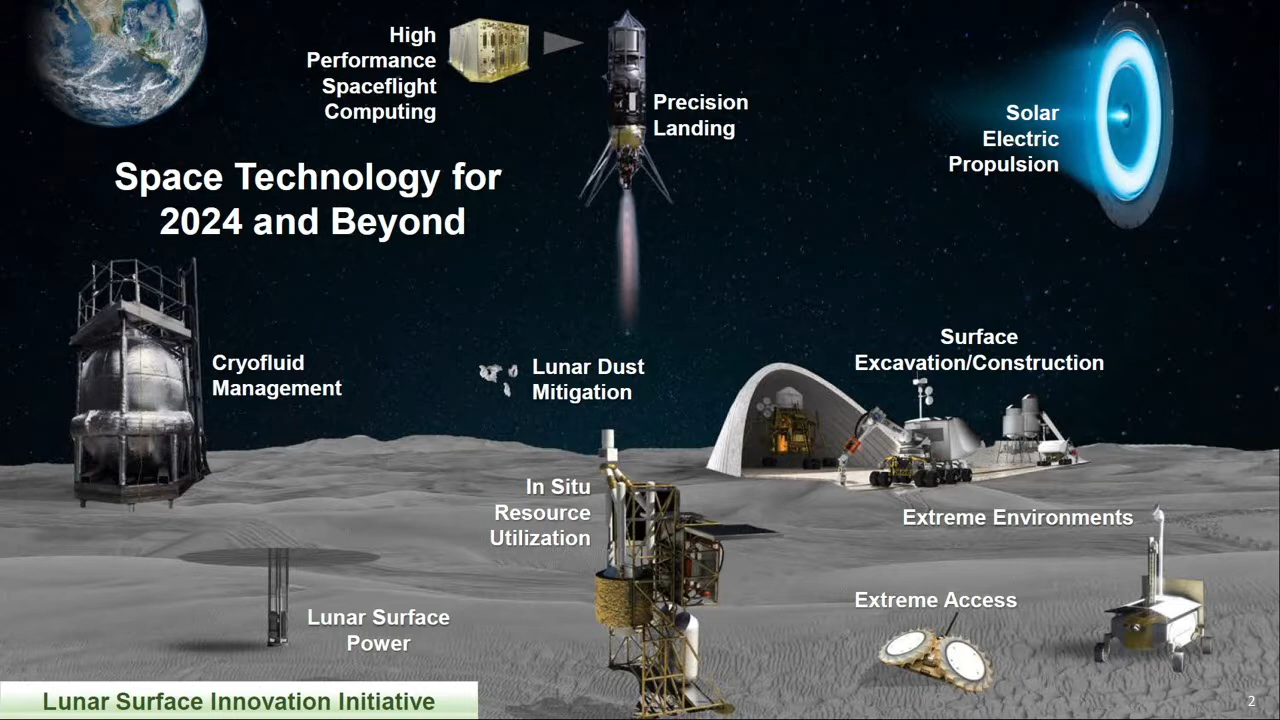 High
Performance
Spaceflight
Computing
Precision
Landing
Solar
Electric
Propulsion
Space Technology for
2024 and Beyond
Cryofluid
Management
Lunar Dust
Mitigation
Surface
Excavation/Construction
In Situ
Resource
Utilization
Extreme Environments
Lunar Surface
Power
Extreme Access
Lunar Surface Innovation Initiative
2